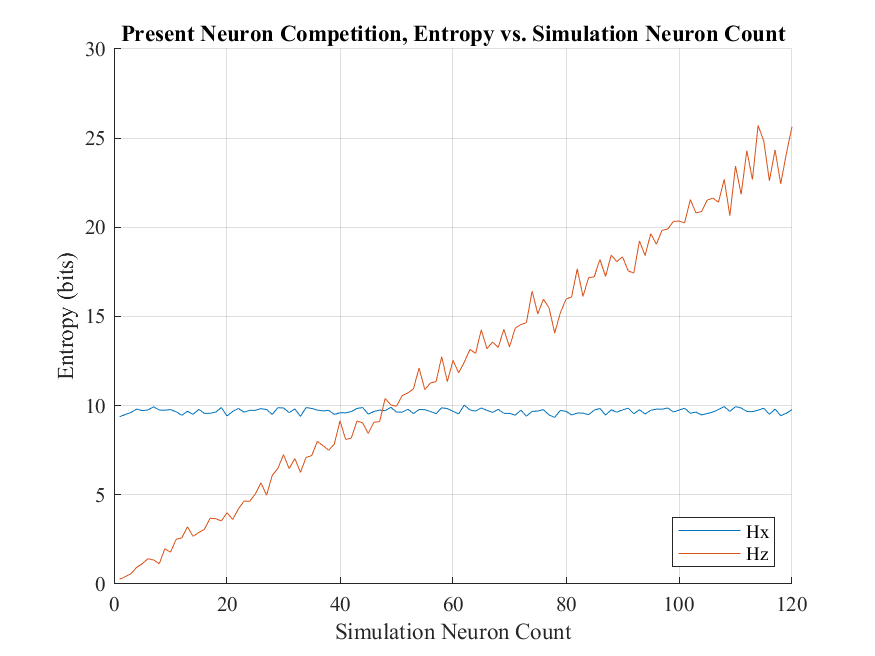 Present Neuron Competition, Entropy vs. Simulation Neuron Count
30
25
20
15
10
5
0
Entropy (bits)
Hx
Hz
0 20 40 60 80 100 120
Simulation Neuron Count